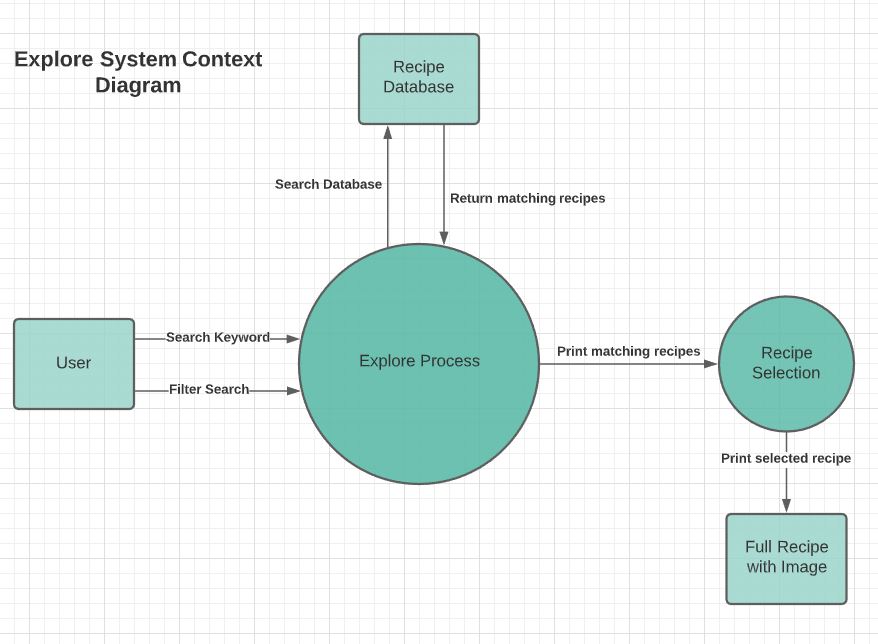 Explore System Context
Diagram
Recipe
Database
Search Database
Return matching recipes
User
Search Keyword
Filter Search
Explore Process
Print matching recipes
Recipe
Selection
Print selected recipe
Full Recipe
with Image